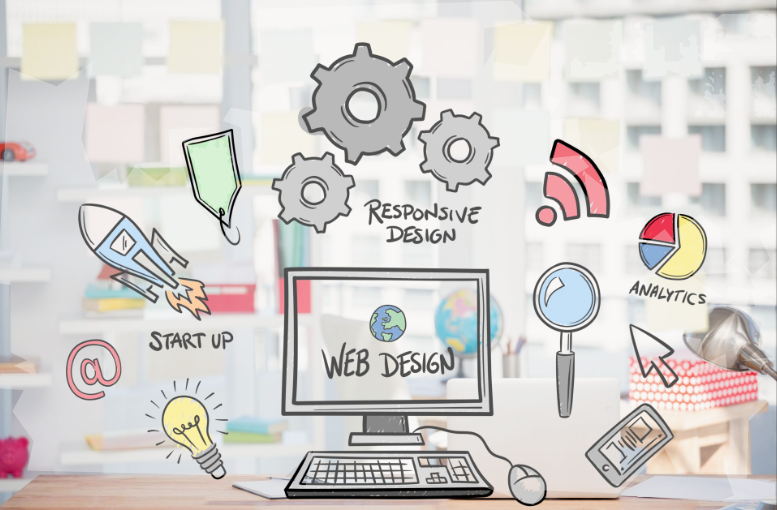 RESPONSIVE
DESIGN
ANALYTICS
START UP
WEB DESIGN
@